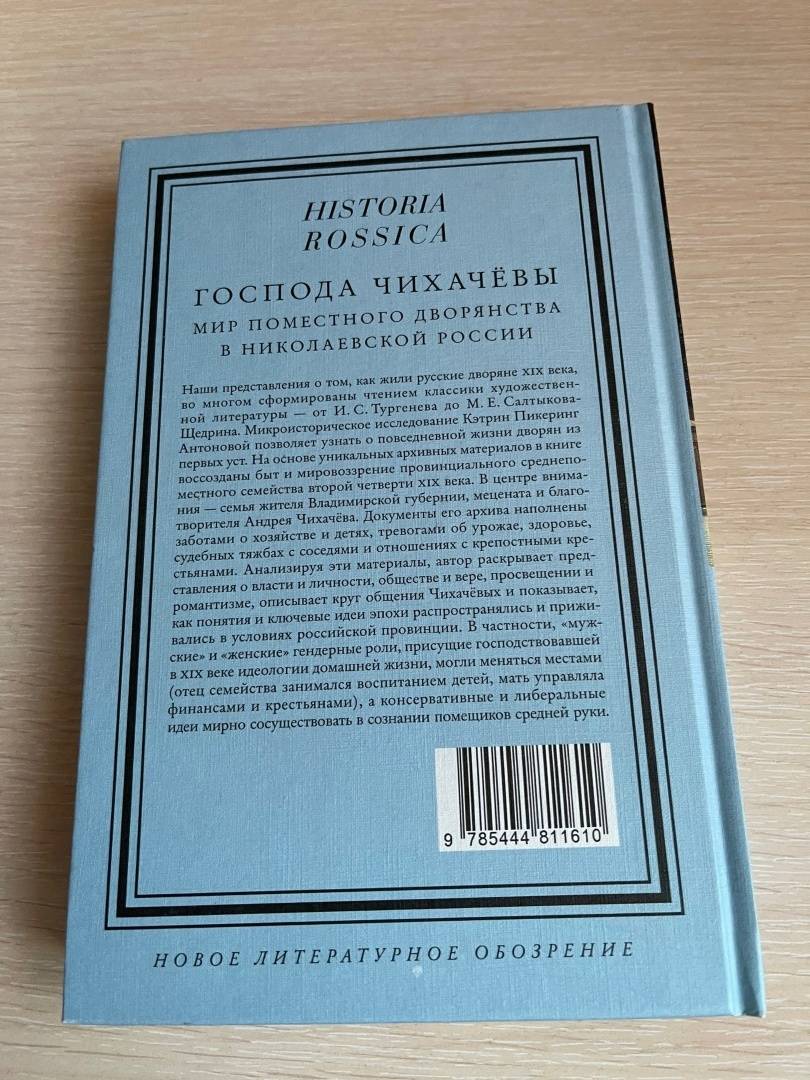 HISTORIA
ROSSICA
ГОСПОДА ЧИХАЧЁВЫ
МИР ПОМЕСТНОГО ДВОРЯНСТВА
В НИКОЛАЕВСКОЙ РОССИИ
Наши представления о том, как жили русские дворяне XIX века,
во многом сформированы чтением классики художествен-
ной литературы — от И. С. Тургенева до М. Е. Салтыкова-
Щедрина. Микроисторическое исследование Кэтрин Пикеринг
Антоновой позволяет узнать о повседневной жизни дворян из
первых уст. На основе уникальных архивных материалов в книге
воссозданы быт и мировоззрение провинциального среднепо-
местного семейства второй четверти XIX века. В центре внима-
ния — семья жителя Владимирской губернии, мецената и благо-
творителя Андрея Чихачёва. Документы его архива наполнены
заботами о хозяйстве и детях, тревогами об урожае, здоровье,
судебных тяжбах с соседями и отношениях с крепостными кре-
стьянами. Анализируя эти материалы, автор раскрывает пред-
ставления о власти и личности, обществе и вере, просвещении и
романтизме, описывает круг общения Чихачёвых и показывает,
как понятия и ключевые идеи эпохи распространялись и прижи-
вались в условиях российской провинции. В частности, «муж-
ские» и «женские» гендерные роли, присущие господствовавшей
в XIX веке идеологии домашней жизни, могли меняться местами
(отец семейства занимался воспитанием детей, мать управляла
финансами и крестьянами), а консервативные и либеральные
идеи мирно сосуществовать в сознании помещиков средней руки.
9 785444 811610
НОВОЕ ЛИТЕРАТУРНОЕ ОБОЗРЕНИЕ